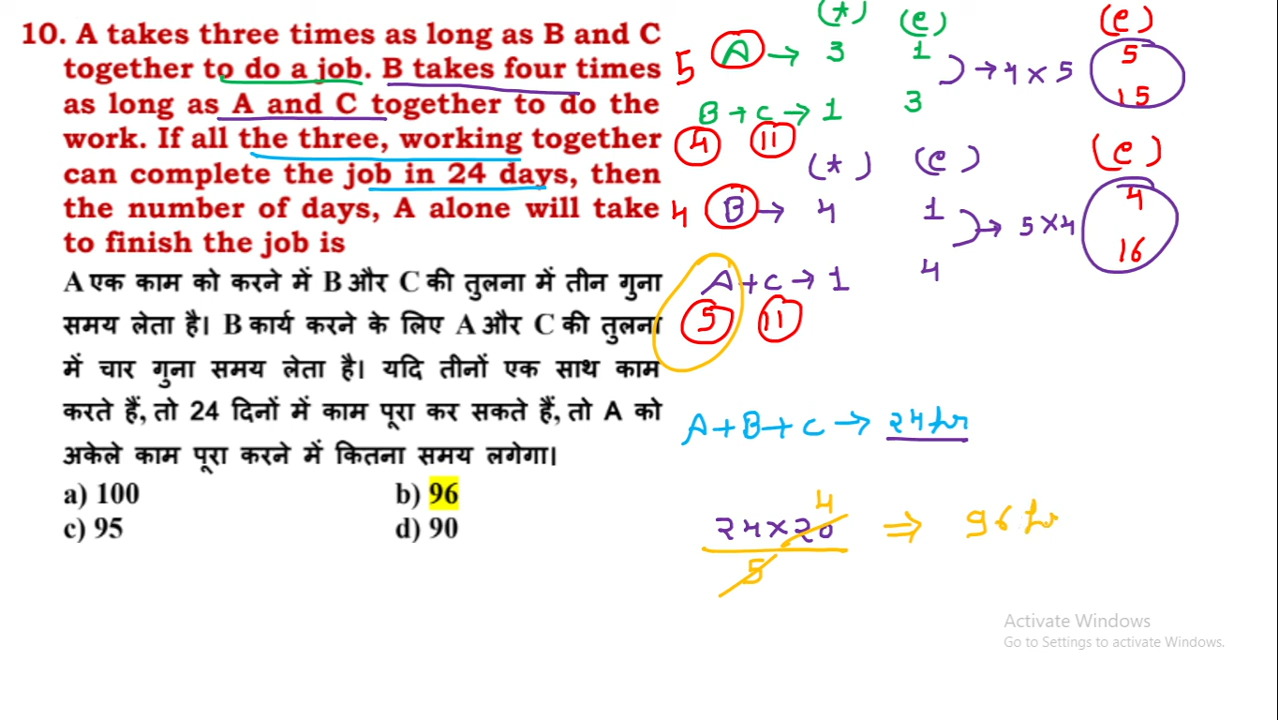 10. A takes three times as long as B and C
together to do a job. B takes four times
as long as A and C together to do the
work. If all the three, working together
can complete the job in 24 days, then
the number of days, A alone will take
to finish the job is
A एक काम को करने में B और C की तुलना में तीन गुना
समय लेता है। B कार्य करने के लिए A और C की तुलना
में चार गुना समय लेता है। यदि तीनों एक साथ काम
करते हैं, तो 24 दिनों में काम पूरा कर सकते हैं, तो A को
अकेले काम पूरा करने में कितना समय लगेगा।
a) 100 b) 96
c) 95 d) 90
(*) (e) (e)
5 A → 3 1 → 4 × 5 5
B + C → 1 3 15
4 11
(*) (e) (e)
4 B → 4 1 → 5 × 4 4
A + C → 1 4 16
5 11
A + B + C → 24 hr
4
24 × 20 ⇒ 96 hr
5
Activate Windows
Go to Settings to activate Windows.